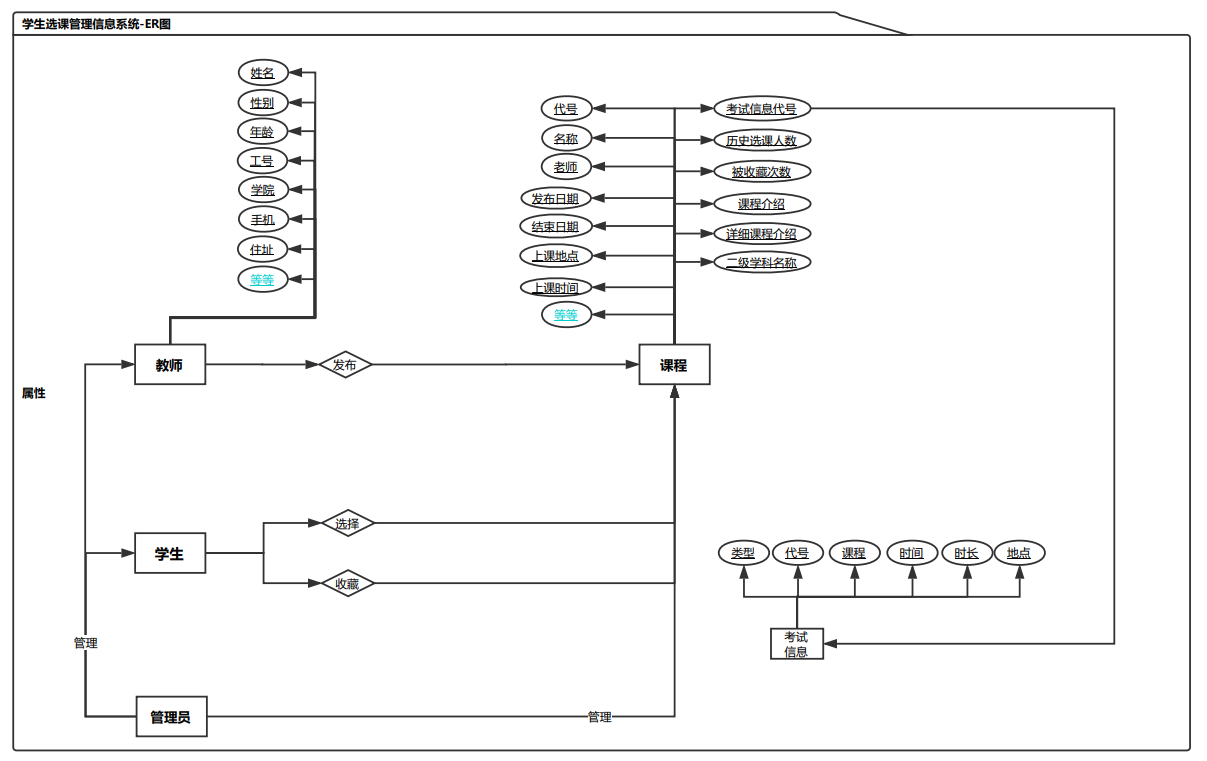 学生选课管理信息系统-ER图
姓名
性别
年龄
工号
学院
手机
住址
等等
代号
名称
老师
发布日期
结束日期
上课地点
上课时间
等等
考试信息代号
历史选课人数
被收藏次数
课程介绍
详细课程介绍
二级学科名称
教师
发布
课程
属性
学生
选择
收藏
类型
代号
课程
时间
时长
地点
考试
信息
管理
管理员
管理